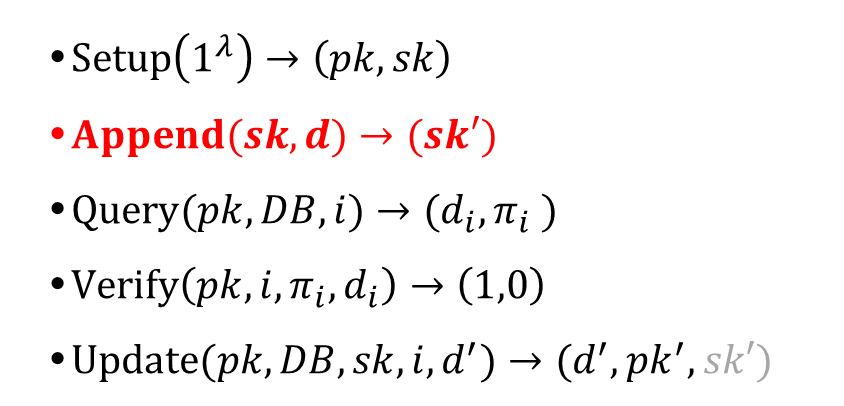 • Setup(1^λ) → (pk, sk)
• Append(sk, d) → (sk′)
• Query(pk, DB, i) → (d_i, π_i )
• Verify(pk, i, π_i, d_i) → (1,0)
• Update(pk, DB, sk, i, d′) → (d′, pk′, sk′)